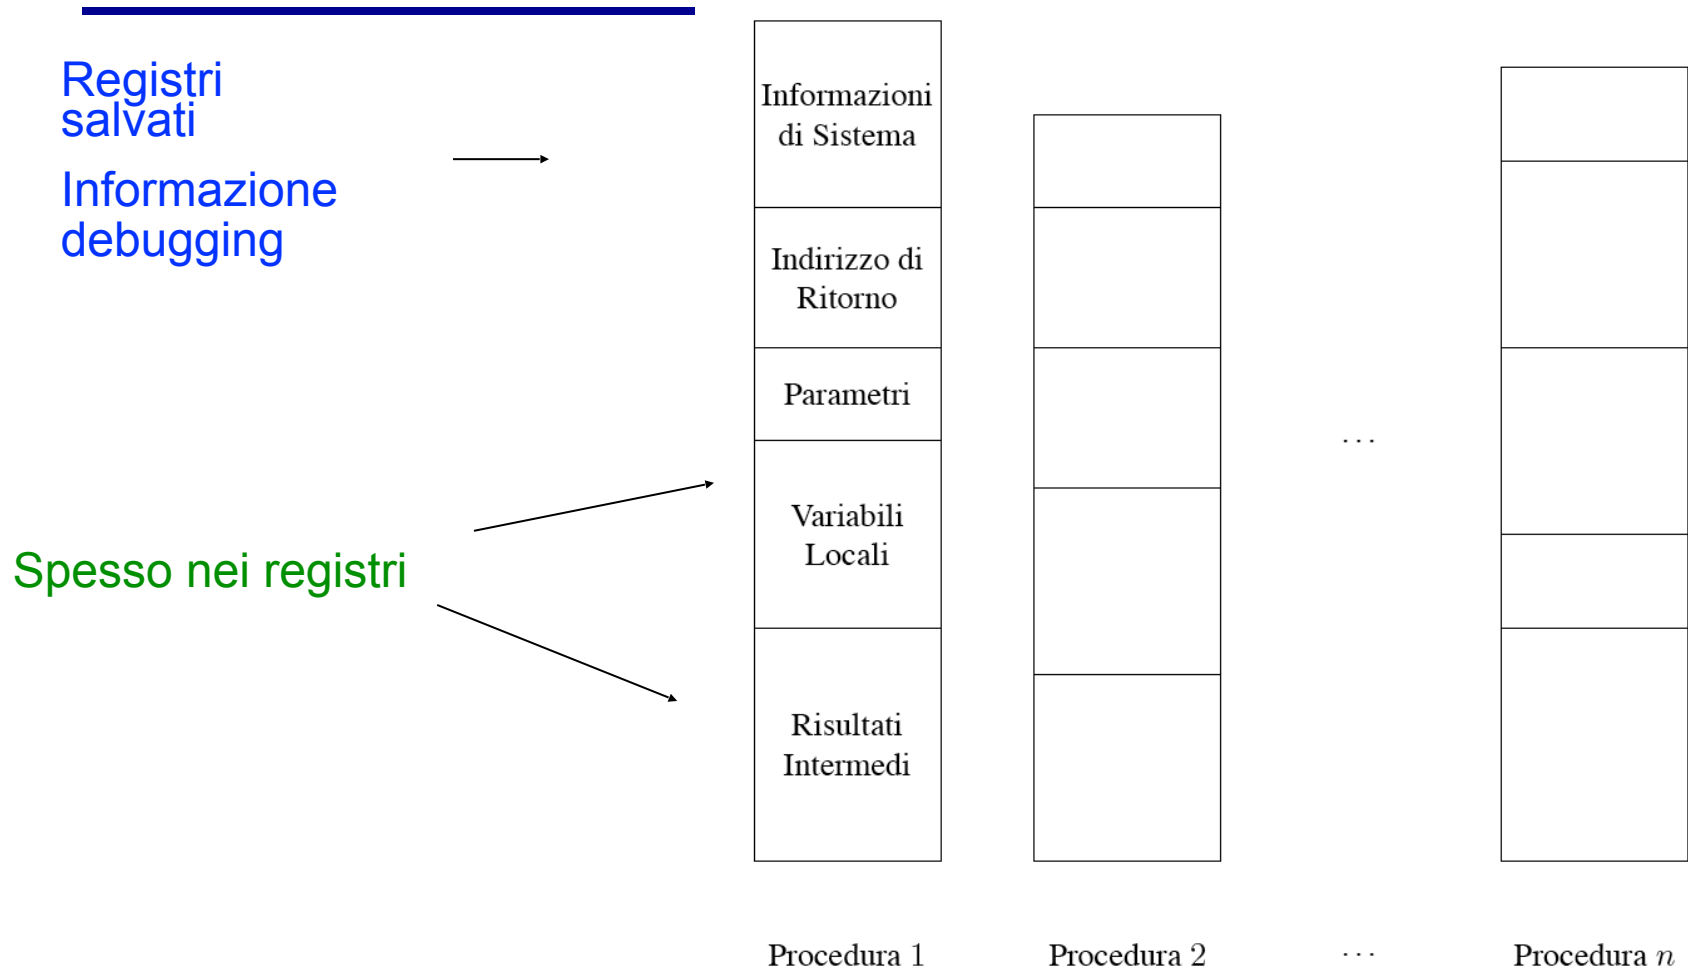 Registri
salvati
Informazione
debugging
Spesso nei registri
Informazioni
di Sistema
Indirizzo di
Ritorno
Parametri
Variabili
Locali
Risultati
Intermedi
...
Procedura 1
Procedura 2
...
Procedura n